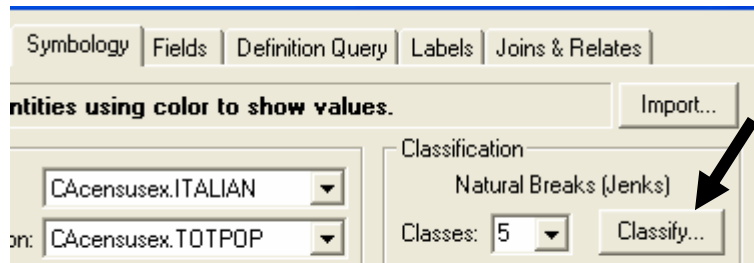 Symbology Fields Definition Query Labels Joins & Relates
ntities using color to show values. Import...
Classification
CAcensusex.ITALIAN Natural Breaks (Jenks)
on: CAcensusex.TOTPOP Classes: 5 Classify...